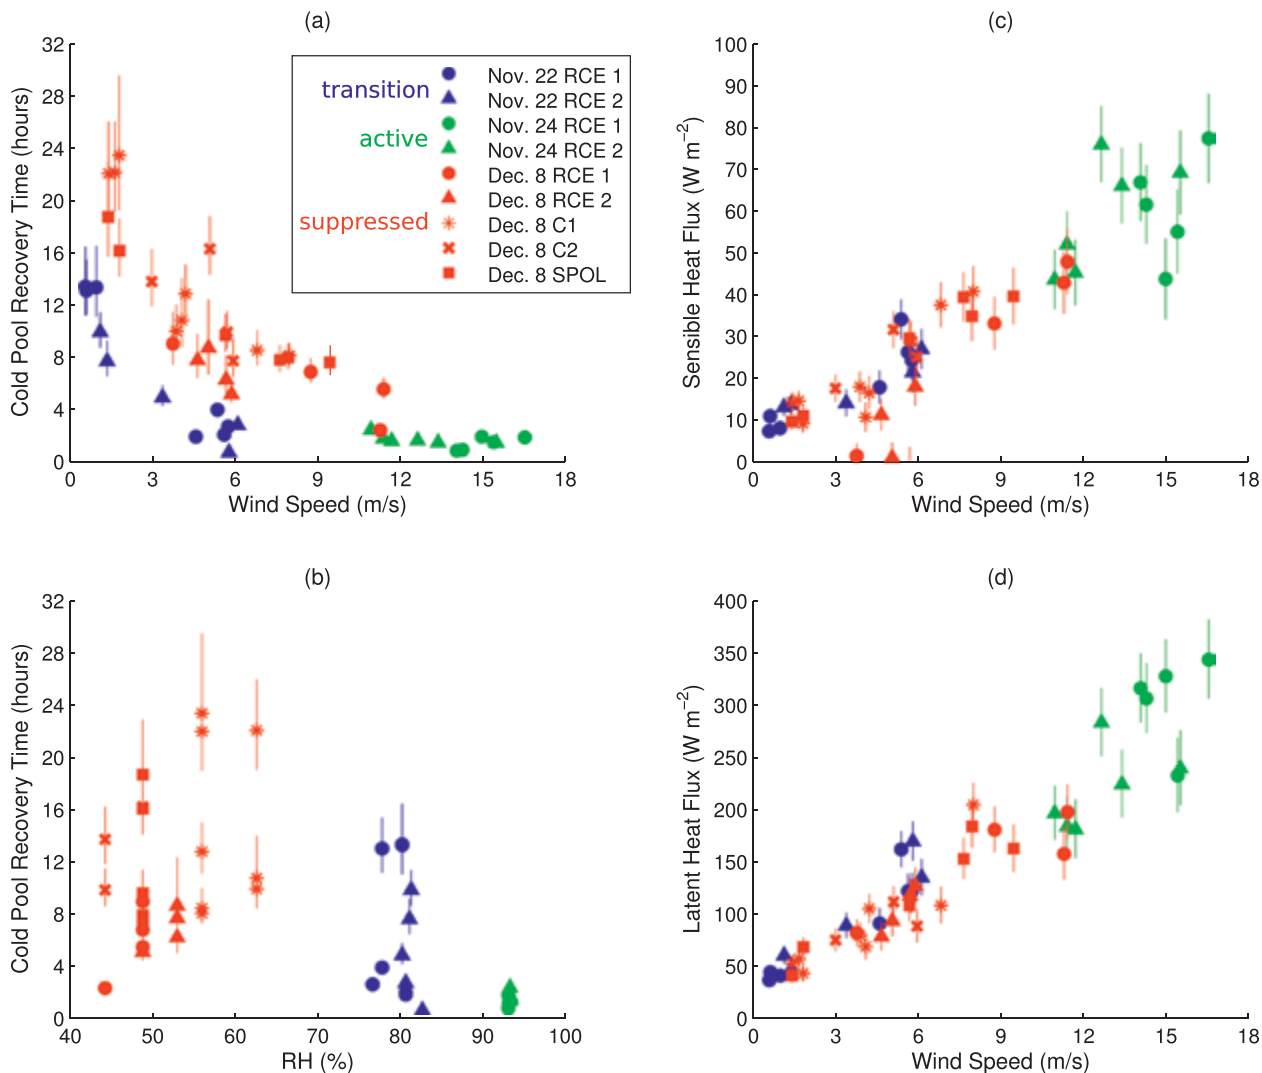 (a)
32
28
24
20
16
12
8
4
0
0 3 6 9 12 15 18
Cold Pool Recovery Time (hours)
Wind Speed (m/s)
transition
active
suppressed
Nov. 22 RCE 1
Nov. 22 RCE 2
Nov. 24 RCE 1
Nov. 24 RCE 2
Dec. 8 RCE 1
Dec. 8 RCE 2
Dec. 8 C1
Dec. 8 C2
Dec. 8 SPOL
(c)
100
90
80
70
60
50
40
30
20
10
0
0 3 6 9 12 15 18
Sensible Heat Flux (W m⁻²)
Wind Speed (m/s)
(b)
32
28
24
20
16
12
8
4
0
40 50 60 70 80 90 100
Cold Pool Recovery Time (hours)
RH (%)
(d)
400
350
300
250
200
150
100
50
0
0 3 6 9 12 15 18
Latent Heat Flux (W m⁻²)
Wind Speed (m/s)